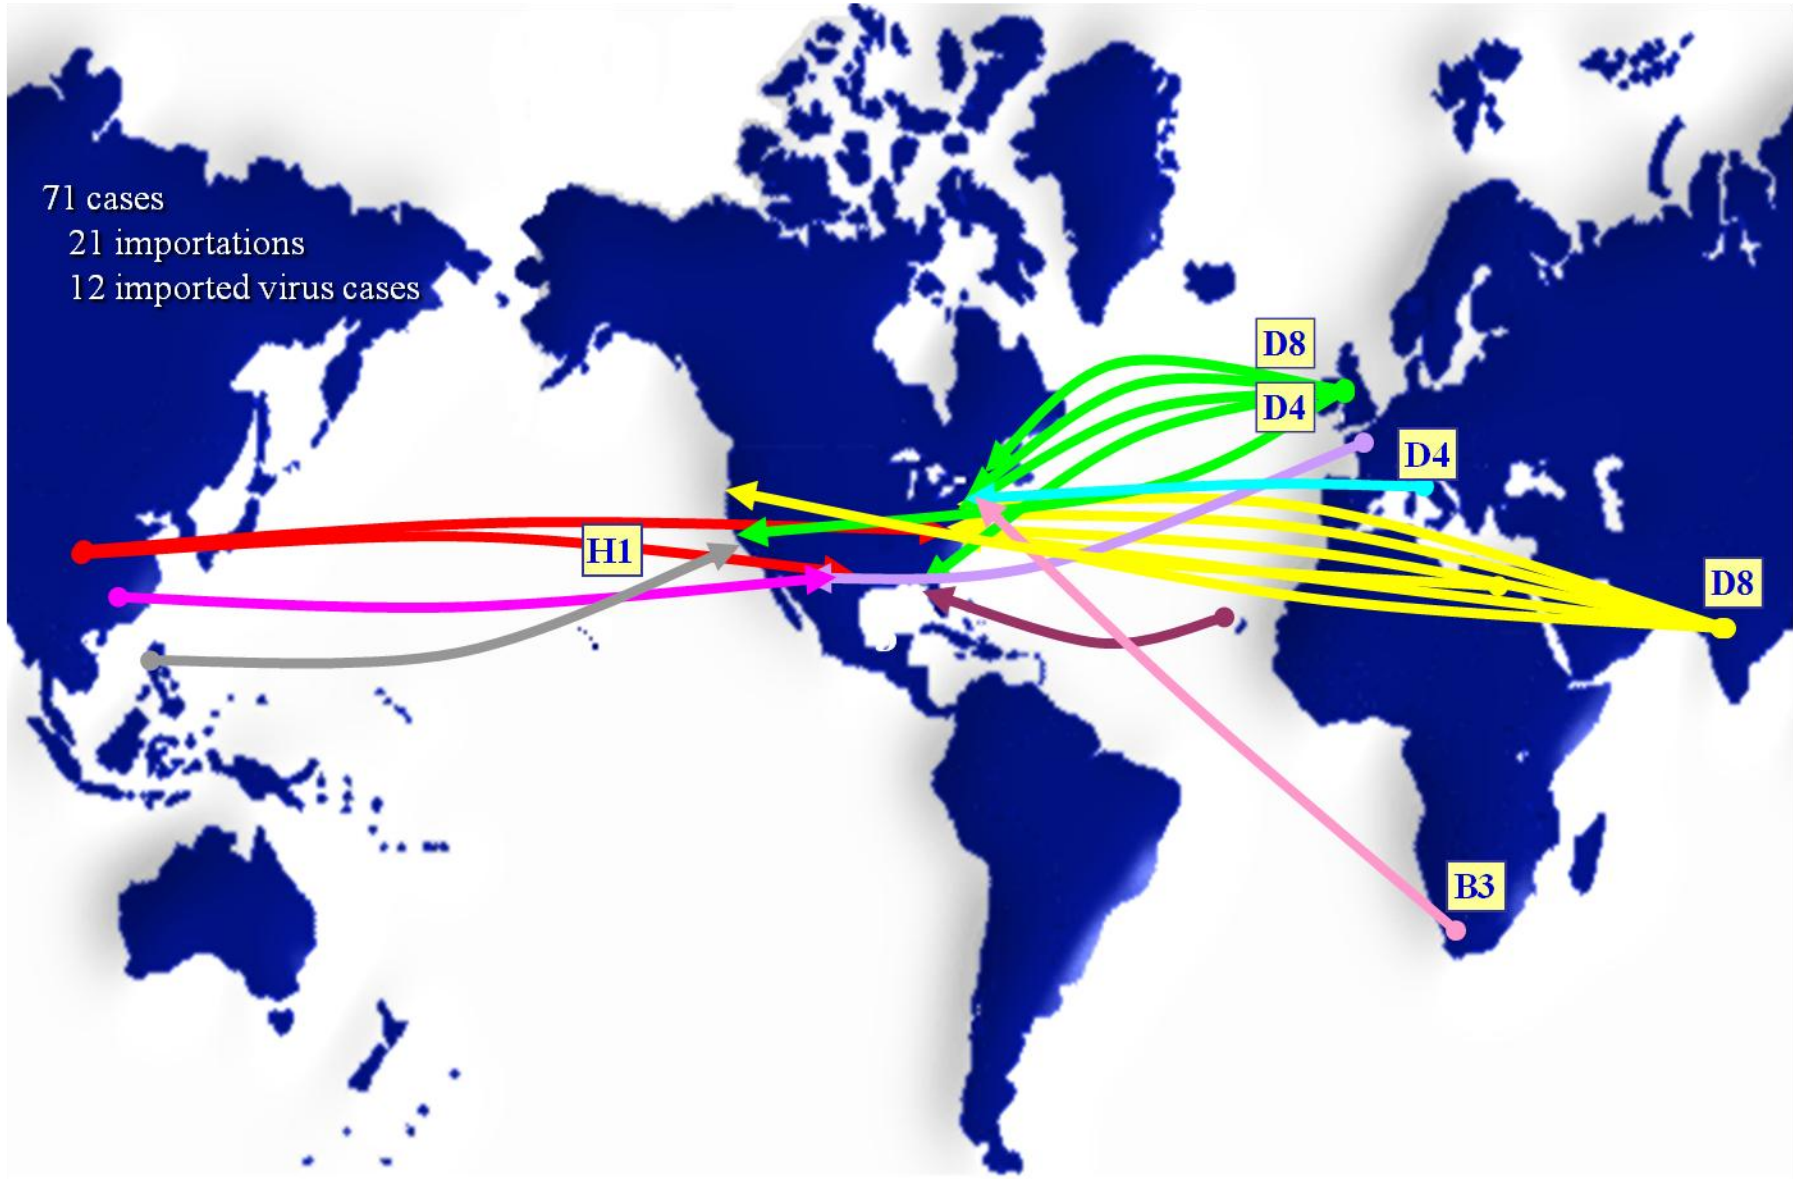 71 cases
21 importations
12 imported virus cases
D8
D4
D4
H1
D8
B3